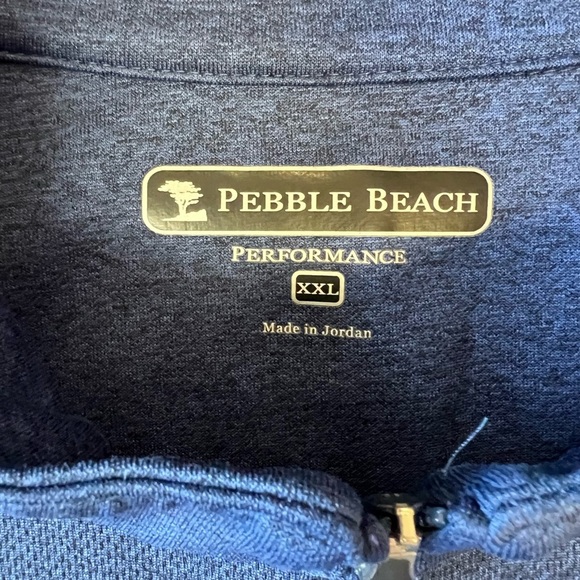 PEBBLE BEACH
PERFORMANCE
XXL
Made in Jordan